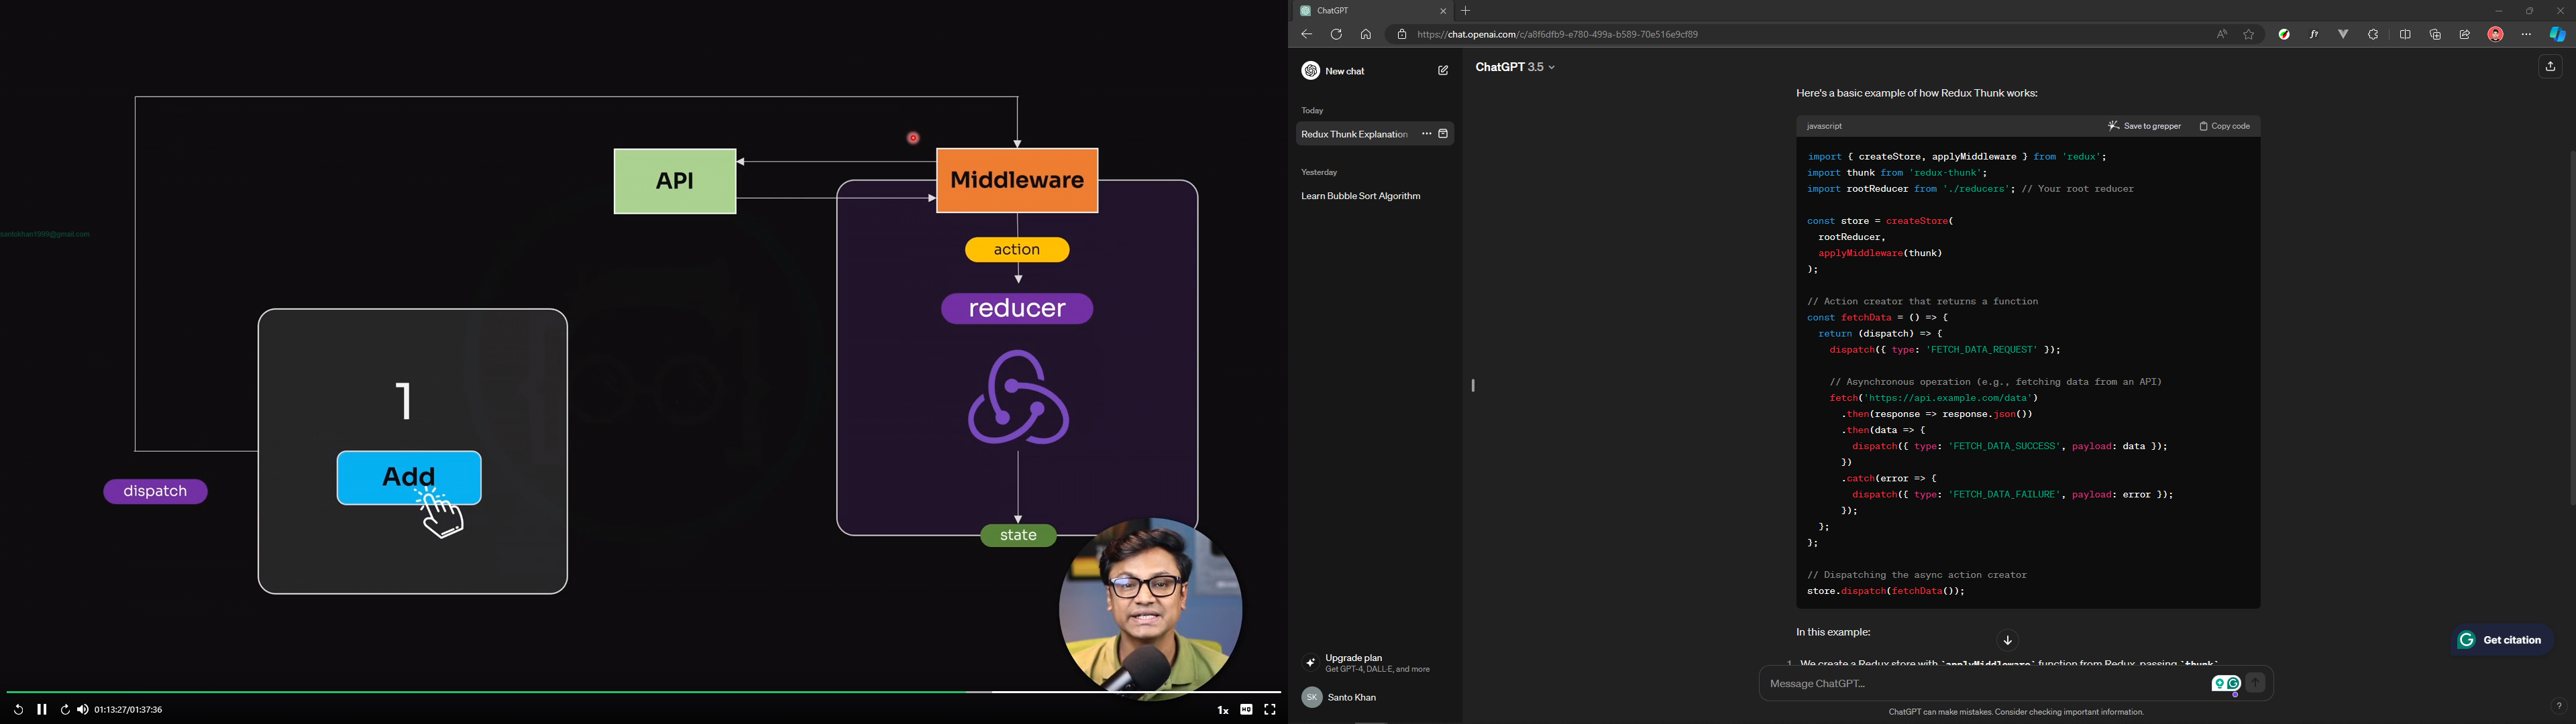 API
Middleware
action
reducer
santokhan1999@gmail.com
1
Add
dispatch
state
01:13:27/01:37:36
1x
HQ
ChatGPT
https://chat.openai.com/c/a8f6dfb9-e780-499a-b589-70e516e9cf89
New chat
Today
Redux Thunk Explanation
Yesterday
Learn Bubble Sort Algorithm
Upgrade plan
Get GPT-4, DALL·E, and more
SK
Santo Khan
ChatGPT 3.5
Here's a basic example of how Redux Thunk works:
javascript
Save to grepper
Copy code
import { createStore, applyMiddleware } from 'redux';
import thunk from 'redux-thunk';
import rootReducer from './reducers'; // Your root reducer
const store = createStore(
rootReducer,
applyMiddleware(thunk)
);
// Action creator that returns a function
const fetchData = () => {
return (dispatch) => {
dispatch({ type: 'FETCH_DATA_REQUEST' });
// Asynchronous operation (e.g., fetching data from an API)
fetch('https://api.example.com/data')
.then(response => response.json())
.then(data => {
dispatch({ type: 'FETCH_DATA_SUCCESS', payload: data });
})
.catch(error => {
dispatch({ type: 'FETCH_DATA_FAILURE', payload: error });
});
};
};
// Dispatching the async action creator
store.dispatch(fetchData());
In this example:
1. We create a Redux store with `applyMiddleware` function from Redux, passing `thunk`
Get citation
Message ChatGPT...
ChatGPT can make mistakes. Consider checking important information.
?